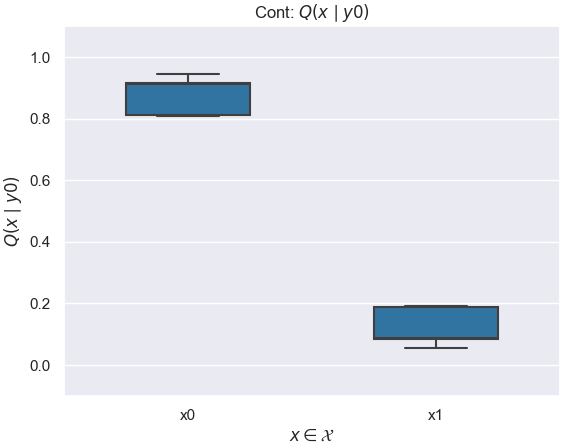 Cont: Q(x | y0)
1.0
0.8
0.6
0.4
0.2
0.0
Q(x | y0)
x0 x1
x ∈ 𝒳